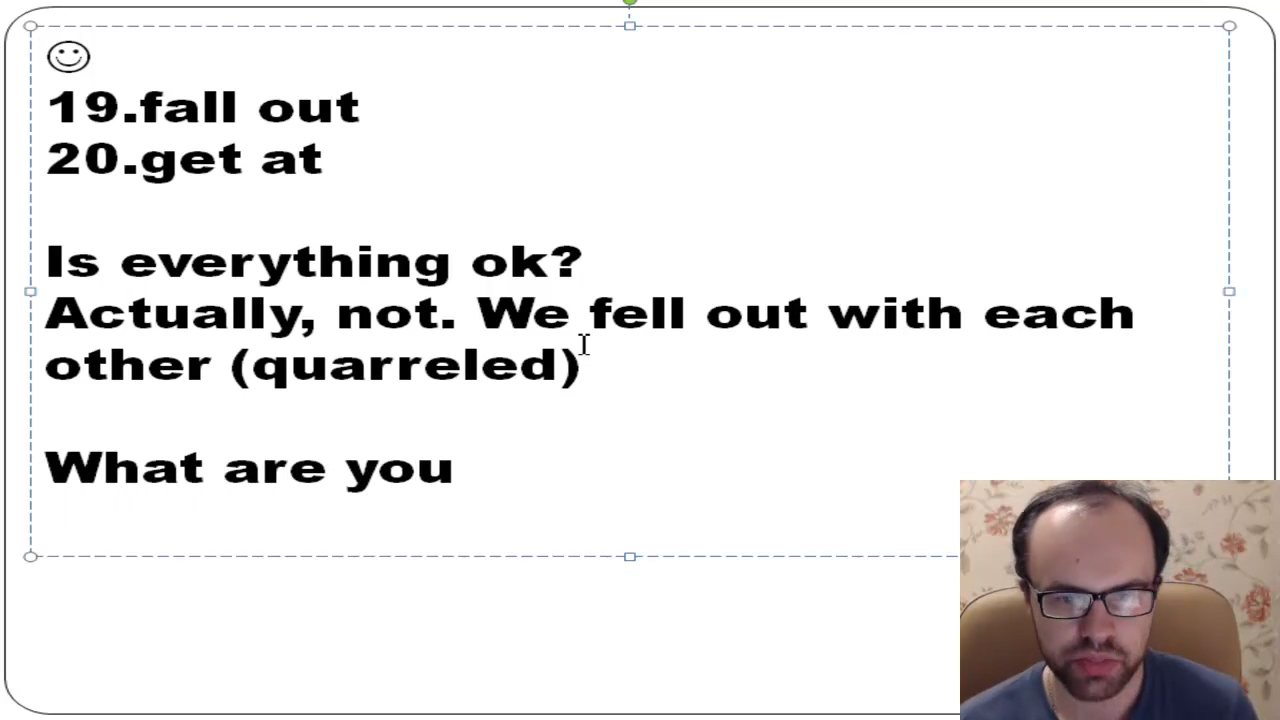 19.fall out
20.get at
Is everything ok?
Actually, not. We fell out with each
other (quarreled)
What are you